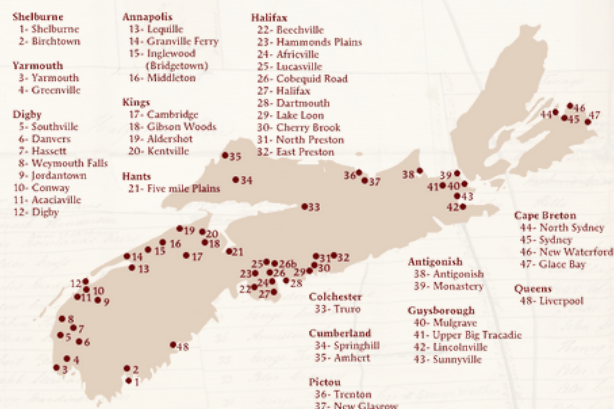 Shelburne
1- Shelburne
2- Birchtown
Yarmouth
3- Yarmouth
4- Greenville
Digby
5- Southville
6- Danvers
7- Hassett
8- Weymouth Falls
9- Jordantown
10- Conway
11- Acaciaville
12- Digby
Annapolis
13- Lequille
14- Granville Ferry
15- Inglewood
(Bridgetown)
16- Middleton
Kings
17- Cambridge
18- Gibson Woods
19- Aldershot
20- Kentville
Hants
21- Five mile Plains
Halifax
22- Beechville
23- Hammonds Plains
24- Africville
25- Lucasville
26- Cobequid Road
27- Halifax
28- Dartmouth
29- Lake Loon
30- Cherry Brook
31- North Preston
32- East Preston
Colchester
33- Truro
Cumberland
34- Springhill
35- Amhert
Pictou
36- Trenton
37- New Glasgow
Antigonish
38- Antigonish
39- Monastery
Guysborough
40- Mulgrave
41- Upper Big Tracadie
42- Lincolnville
43- Sunnyville
Cape Breton
44- North Sydney
45- Sydney
46- New Waterford
47- Glace Bay
Queens
48- Liverpool
35
34
33
36
37
38
39
41
40
43
42
44
45
46
47
19
20
16
18
15
14
17
21
13
12
10
11
9
8
7
5
6
4
3
2
1
48
25
26b
31
32
23
26
29
30
24
28
22
27